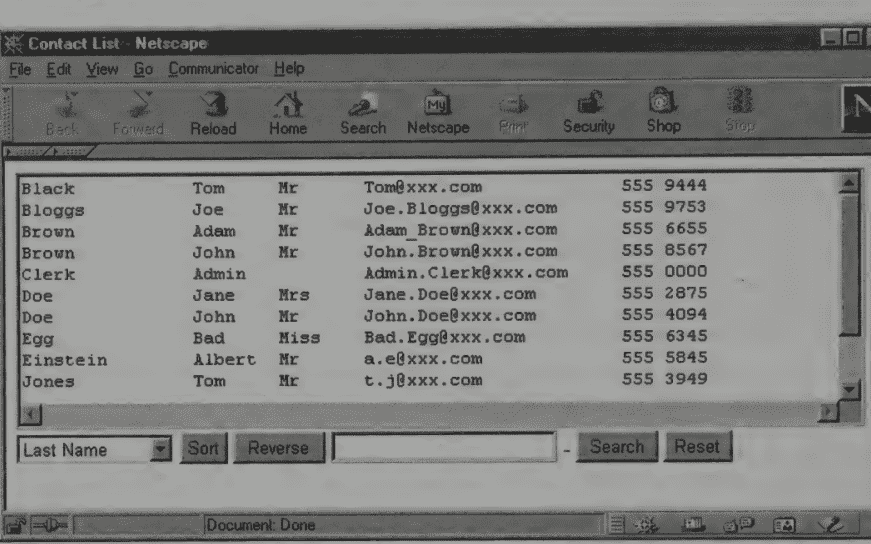 Contact List - Netscape
File Edit View Go Communicator Help
Back Forward Reload Home Search Netscape Print Security Shop Stop
My
N
Black Tom Mr Tom@xxx.com 555 9444
Bloggs Joe Mr Joe.Bloggs@xxx.com 555 9753
Brown Adam Mr Adam_Brown@xxx.com 555 6655
Brown John Mr John.Brown@xxx.com 555 8567
Clerk Admin Admin.Clerk@xxx.com 555 0000
Doe Jane Mrs Jane.Doe@xxx.com 555 2875
Doe John Mr John.Doe@xxx.com 555 4094
Egg Bad Miss Bad.Egg@xxx.com 555 6345
Einstein Albert Mr a.e@xxx.com 555 5845
Jones Tom Mr t.j@xxx.com 555 3949
Last Name Sort Reverse - Search Reset
Document: Done